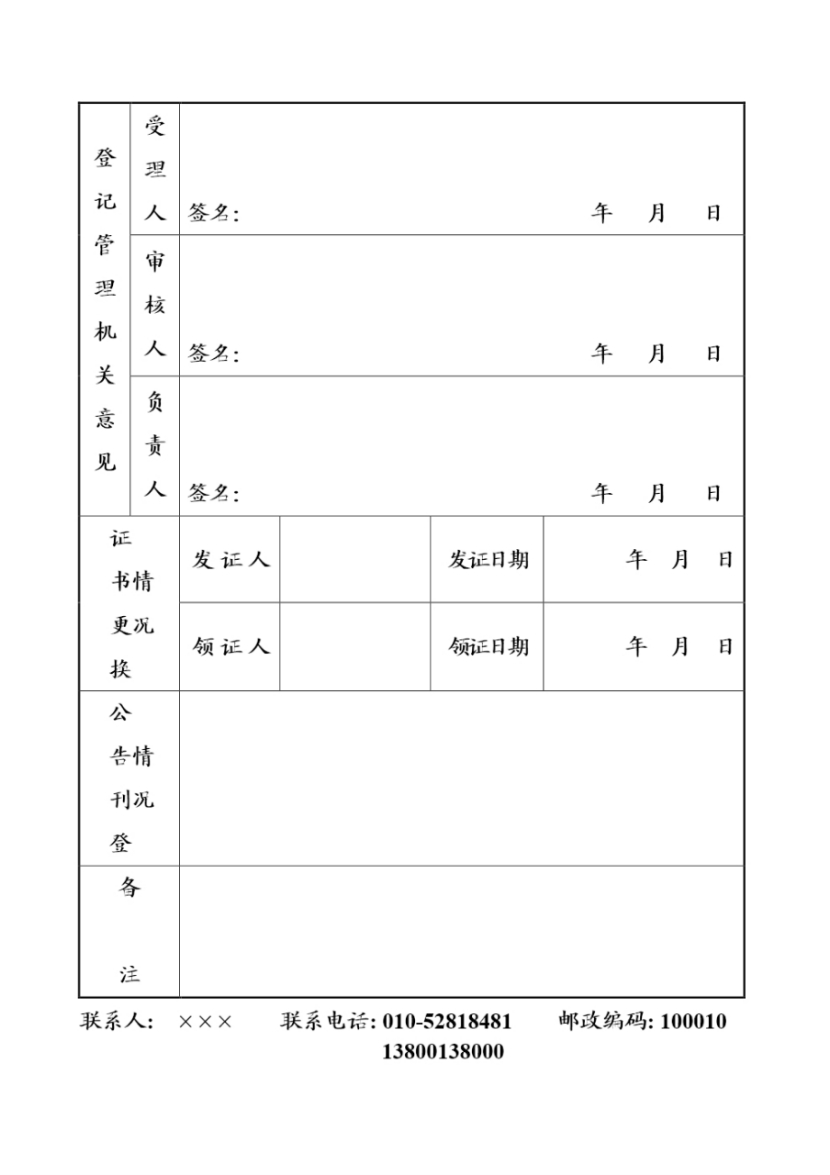 登记管理机关意见
受理人
签名： 年 月 日
审核人
签名： 年 月 日
负责人
签名： 年 月 日
证书更换情况
发证人 发证日期 年 月 日
领证人 领证日期 年 月 日
公告刊登情况
备注
联系人： ××× 联系电话: 010-52818481 邮政编码: 100010
13800138000